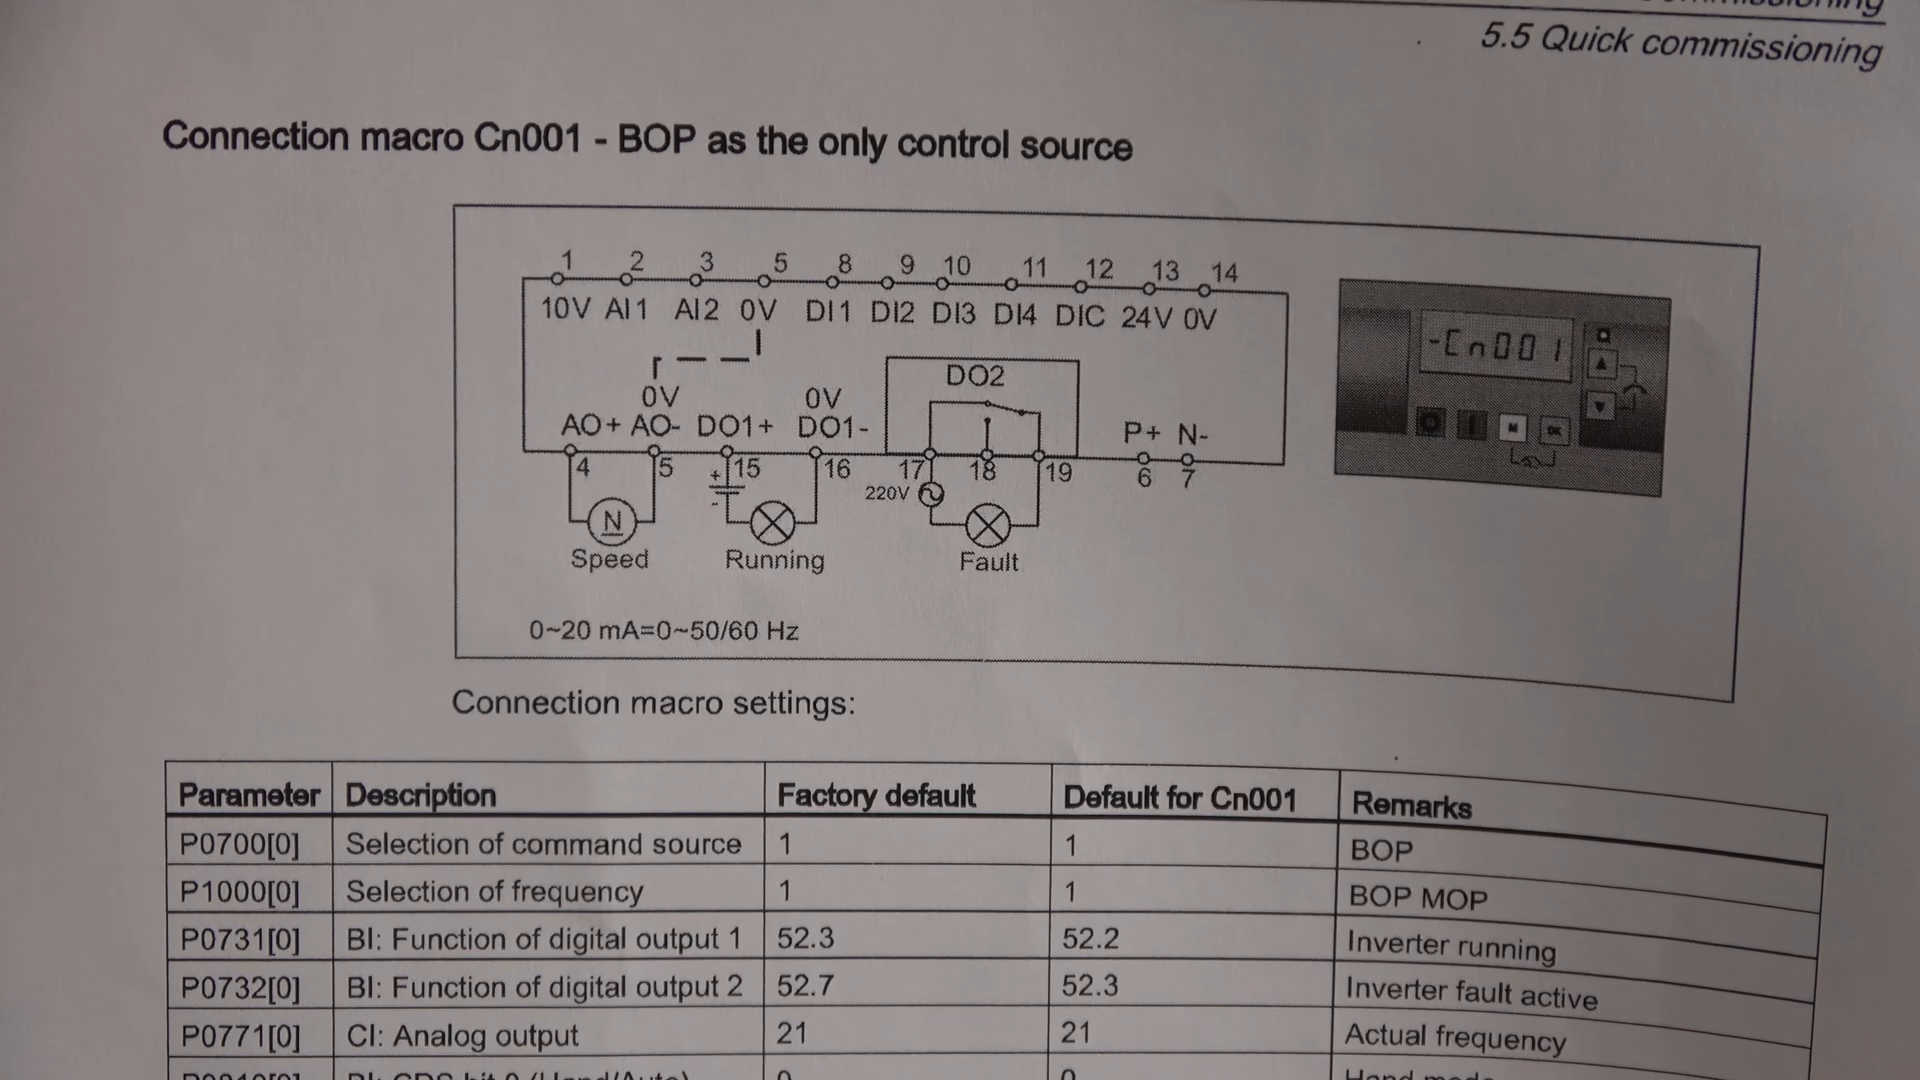 5.5 Quick commissioning
Connection macro Cn001 - BOP as the only control source
1 2 3 5 8 9 10 11 12 13 14
10V AI1 AI2 0V DI1 DI2 DI3 DI4 DIC 24V 0V
DO2
0V 0V
AO+ AO- DO1+ DO1- P+ N-
4 5 15 16 17 18 19 6 7
+ - 220V
N
Speed Running Fault
0~20 mA=0~50/60 Hz
-Cn001
M OK
Connection macro settings:
Parameter Description Factory default Default for Cn001 Remarks
P0700[0] Selection of command source 1 1 BOP
P1000[0] Selection of frequency 1 1 BOP MOP
P0731[0] BI: Function of digital output 1 52.3 52.2 Inverter running
P0732[0] BI: Function of digital output 2 52.7 52.3 Inverter fault active
P0771[0] CI: Analog output 21 21 Actual frequency